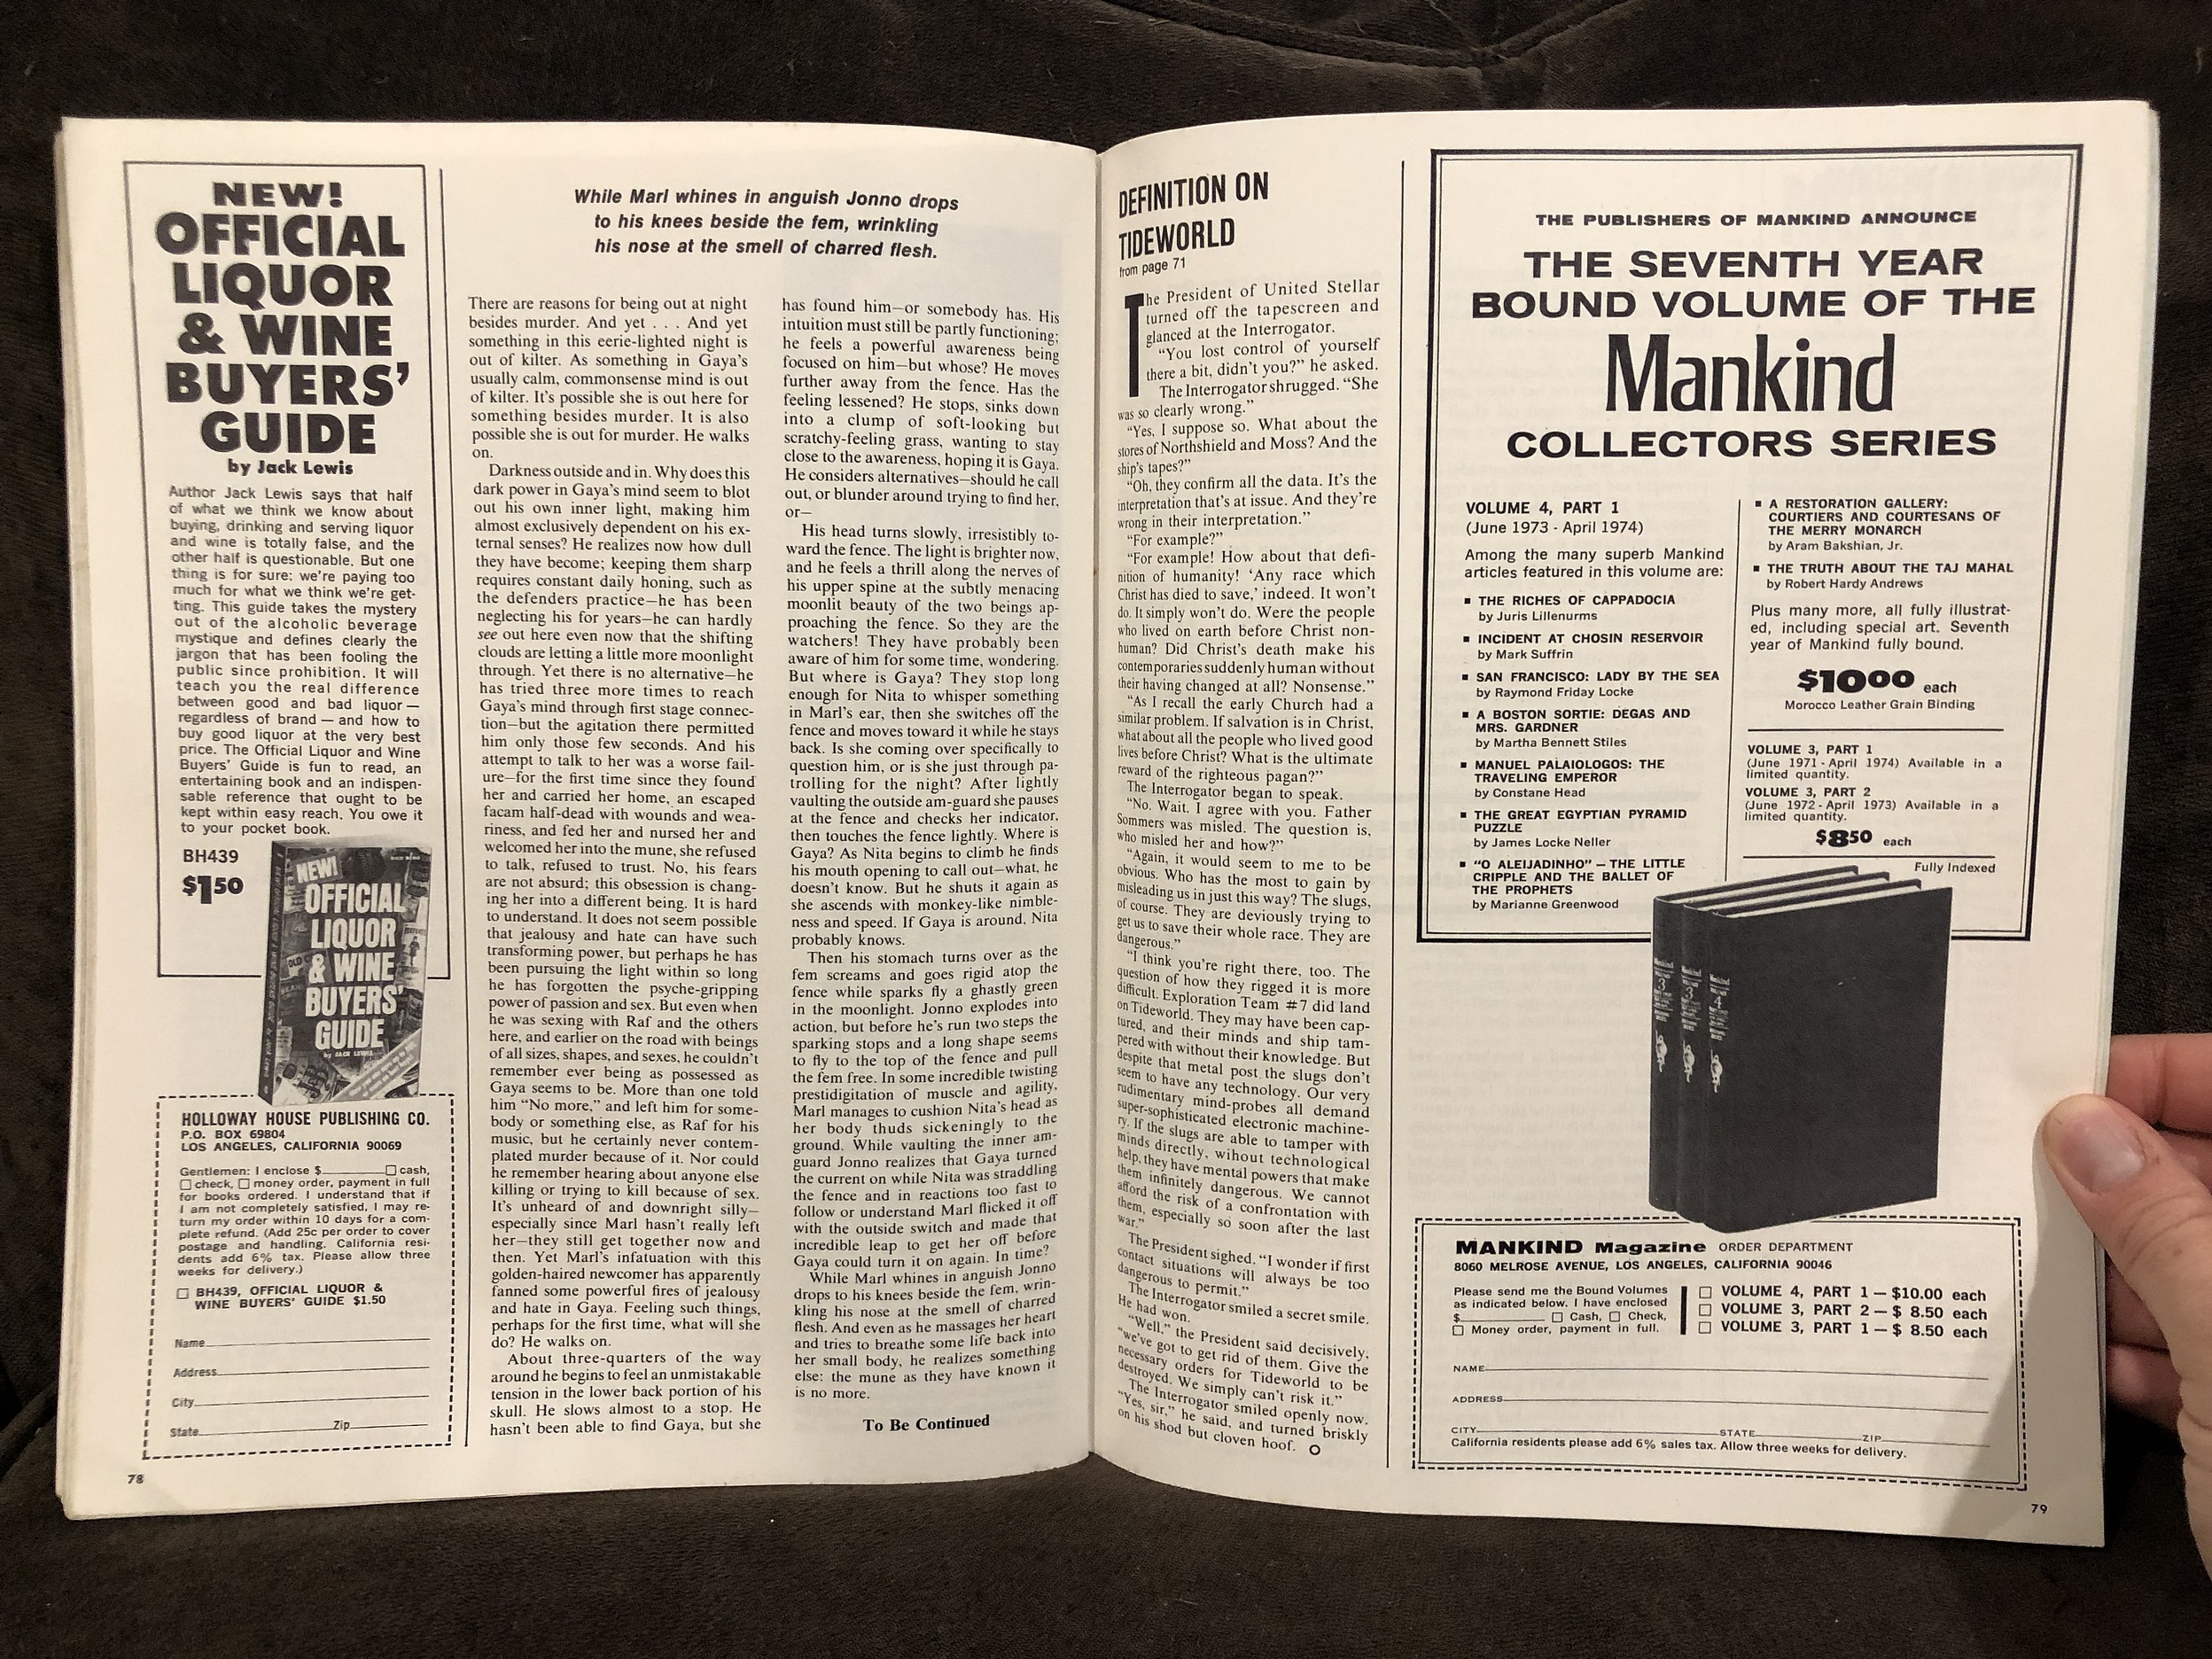 NEW!
OFFICIAL
LIQUOR
& WINE
BUYERS'
GUIDE
by Jack Lewis
Author Jack Lewis says that half
of what we think we know about
buying, drinking and serving liquor
and wine is totally false, and the
other half is questionable. But one
thing is for sure: we're paying too
much for what we think we're get-
ting. This guide takes the mystery
out of the alcoholic beverage
mystique and defines clearly the
jargon that has been fooling the
public since prohibition. It will
teach you the real difference
between good and bad liquor —
regardless of brand — and how to
buy good liquor at the very best
price. The Official Liquor and Wine
Buyers' Guide is fun to read, an
entertaining book and an indispen-
sable reference that ought to be
kept within easy reach. You owe it
to your pocket book.
BH439
$1.50
NEW!
OFFICIAL
LIQUOR
& WINE
BUYERS'
GUIDE
by JACK LEWIS
HOLLOWAY HOUSE PUBLISHING CO.
P.O. BOX 69804
LOS ANGELES, CALIFORNIA 90069
Gentlemen: I enclose $ ☐ cash,
☐ check, ☐ money order, payment in full
for books ordered. I understand that if
I am not completely satisfied, I may re-
turn my order within 10 days for a com-
plete refund. (Add 25c per order to cover
postage and handling. California resi-
dents add 6% tax. Please allow three
weeks for delivery.)
☐ BH439, OFFICIAL LIQUOR &
WINE BUYERS' GUIDE $1.50
Name
Address
City
State Zip
78
While Marl whines in anguish Jonno drops
to his knees beside the fem, wrinkling
his nose at the smell of charred flesh.
There are reasons for being out at night
besides murder. And yet . . . And yet
something in this eerie-lighted night is
out of kilter. As something in Gaya's
usually calm, commonsense mind is out
of kilter. It's possible she is out here for
something besides murder. It is also
possible she is out for murder. He walks
on.
Darkness outside and in. Why does this
dark power in Gaya's mind seem to blot
out his own inner light, making him
almost exclusively dependent on his ex-
ternal senses? He realizes now how dull
they have become; keeping them sharp
requires constant daily honing, such as
the defenders practice—he has been
neglecting his for years—he can hardly
see out here even now that the shifting
clouds are letting a little more moonlight
through. Yet there is no alternative—he
has tried three more times to reach
Gaya's mind through first stage connec-
tion—but the agitation there permitted
him only those few seconds. And his
attempt to talk to her was a worse fail-
ure—for the first time since they found
her and carried her home, an escaped
facam half-dead with wounds and wea-
riness, and fed her and nursed her and
welcomed her into the mune, she refused
to talk, refused to trust. No, his fears
are not absurd; this obsession is chang-
ing her into a different being. It is hard
to understand. It does not seem possible
that jealousy and hate can have such
transforming power, but perhaps he has
been pursuing the light within so long
he has forgotten the psyche-gripping
power of passion and sex. But even when
he was sexing with Raf and the others
here, and earlier on the road with beings
of all sizes, shapes, and sexes, he couldn't
remember ever being as possessed as
Gaya seems to be. More than one told
him “No more,” and left him for some-
body or something else, as Raf for his
music, but he certainly never contem-
plated murder because of it. Nor could
he remember hearing about anyone else
killing or trying to kill because of sex.
It's unheard of and downright silly—
especially since Marl hasn't really left
her—they still get together now and
then. Yet Marl's infatuation with this
golden-haired newcomer has apparently
fanned some powerful fires of jealousy
and hate in Gaya. Feeling such things,
perhaps for the first time, what will she
do? He walks on.
About three-quarters of the way
around he begins to feel an unmistakable
tension in the lower back portion of his
skull. He slows almost to a stop. He
hasn't been able to find Gaya, but she
has found him—or somebody has. His
intuition must still be partly functioning;
he feels a powerful awareness being
focused on him—but whose? He moves
further away from the fence. Has the
feeling lessened? He stops, sinks down
into a clump of soft-looking but
scratchy-feeling grass, wanting to stay
close to the awareness, hoping it is Gaya.
He considers alternatives—should he call
out, or blunder around trying to find her,
or—
His head turns slowly, irresistibly to-
ward the fence. The light is brighter now,
and he feels a thrill along the nerves of
his upper spine at the subtly menacing
moonlit beauty of the two beings ap-
proaching the fence. So they are the
watchers! They have probably been
aware of him for some time, wondering.
But where is Gaya? They stop long
enough for Nita to whisper something
in Marl's ear, then she switches off the
fence and moves toward it while he stays
back. Is she coming over specifically to
question him, or is she just through pa-
trolling for the night? After lightly
vaulting the outside am-guard she pauses
at the fence and checks her indicator,
then touches the fence lightly. Where is
Gaya? As Nita begins to climb he finds
his mouth opening to call out—what, he
doesn't know. But he shuts it again as
she ascends with monkey-like nimble-
ness and speed. If Gaya is around, Nita
probably knows.
Then his stomach turns over as the
fem screams and goes rigid atop the
fence while sparks fly a ghastly green
in the moonlight. Jonno explodes into
action, but before he's run two steps the
sparking stops and a long shape seems
to fly to the top of the fence and pull
the fem free. In some incredible twisting
prestidigitation of muscle and agility,
Marl manages to cushion Nita's head as
her body thuds sickeningly to the
ground. While vaulting the inner am-
guard Jonno realizes that Gaya turned
the current on while Nita was straddling
the fence and in reactions too fast to
follow or understand Marl flicked it off
with the outside switch and made that
incredible leap to get her off before
Gaya could turn it on again. In time?
While Marl whines in anguish Jonno
drops to his knees beside the fem, wrin-
kling his nose at the smell of charred
flesh. And even as he massages her heart
and tries to breathe some life back into
her small body, he realizes something
else: the mune as they have known it
is no more.
To Be Continued
DEFINITION ON
TIDEWORLD
from page 71
The President of United Stellar
turned off the tapescreen and
glanced at the Interrogator.
“You lost control of yourself
there a bit, didn't you?” he asked.
The Interrogator shrugged. “She
was so clearly wrong.”
“Yes, I suppose so. What about the
stores of Northshield and Moss? And the
ship's tapes?”
“Oh, they confirm all the data. It's the
interpretation that's at issue. And they're
wrong in their interpretation.”
“For example?”
“For example! How about that defi-
nition of humanity! ‘Any race which
Christ has died to save,’ indeed. It won't
do. It simply won't do. Were the people
who lived on earth before Christ non-
human? Did Christ's death make his
contemporaries suddenly human without
their having changed at all? Nonsense.”
“As I recall the early Church had a
similar problem. If salvation is in Christ,
what about all the people who lived good
lives before Christ? What is the ultimate
reward of the righteous pagan?”
The Interrogator began to speak.
“No. Wait. I agree with you. Father
Sommers was misled. The question is,
who misled her and how?”
“Again, it would seem to me to be
obvious. Who has the most to gain by
misleading us in just this way? The slugs,
of course. They are deviously trying to
get us to save their whole race. They are
dangerous.”
“I think you're right there, too. The
question of how they rigged it is more
difficult. Exploration Team #7 did land
on Tideworld. They may have been cap-
tured, and their minds and ship tam-
pered with without their knowledge. But
despite that metal post the slugs don't
seem to have any technology. Our very
rudimentary mind-probes all demand
super-sophisticated electronic machine-
ry. If the slugs are able to tamper with
minds directly, wihout technological
help, they have mental powers that make
them infinitely dangerous. We cannot
afford the risk of a confrontation with
them, especially so soon after the last
war.”
The President sighed. “I wonder if first
contact situations will always be too
dangerous to permit.”
The Interrogator smiled a secret smile.
He had won.
“Well,” the President said decisively,
“we've got to get rid of them. Give the
necessary orders for Tideworld to be
destroyed. We simply can't risk it.”
The Interrogator smiled openly now.
“Yes, sir,” he said, and turned briskly
on his shod but cloven hoof.
THE PUBLISHERS OF MANKIND ANNOUNCE
THE SEVENTH YEAR
BOUND VOLUME OF THE
Mankind
COLLECTORS SERIES
VOLUME 4, PART 1
(June 1973 - April 1974)
Among the many superb Mankind
articles featured in this volume are:
▪ THE RICHES OF CAPPADOCIA
by Juris Lillenurms
▪ INCIDENT AT CHOSIN RESERVOIR
by Mark Suffrin
▪ SAN FRANCISCO: LADY BY THE SEA
by Raymond Friday Locke
▪ A BOSTON SORTIE: DEGAS AND
MRS. GARDNER
by Martha Bennett Stiles
▪ MANUEL PALAIOLOGOS: THE
TRAVELING EMPEROR
by Constane Head
▪ THE GREAT EGYPTIAN PYRAMID
PUZZLE
by James Locke Neller
▪ “O ALEIJADINHO” — THE LITTLE
CRIPPLE AND THE BALLET OF
THE PROPHETS
by Marianne Greenwood
▪ A RESTORATION GALLERY:
COURTIERS AND COURTESANS OF
THE MERRY MONARCH
by Aram Bakshian, Jr.
▪ THE TRUTH ABOUT THE TAJ MAHAL
by Robert Hardy Andrews
Plus many more, all fully illustrat-
ed, including special art. Seventh
year of Mankind fully bound.
$10.00 each
Morocco Leather Grain Binding
VOLUME 3, PART 1
(June 1971 - April 1974) Available in a
limited quantity.
VOLUME 3, PART 2
(June 1972 - April 1973) Available in a
limited quantity.
$8.50 each
Fully Indexed
Mankind
3
Mankind
3
Mankind
4
MANKIND Magazine ORDER DEPARTMENT
8060 MELROSE AVENUE, LOS ANGELES, CALIFORNIA 90046
Please send me the Bound Volumes
as indicated below. I have enclosed
$ ☐ Cash, ☐ Check,
☐ Money order, payment in full.
☐ VOLUME 4, PART 1 — $10.00 each
☐ VOLUME 3, PART 2 — $ 8.50 each
☐ VOLUME 3, PART 1 — $ 8.50 each
NAME
ADDRESS
CITY STATE ZIP
California residents please add 6% sales tax. Allow three weeks for delivery.
79